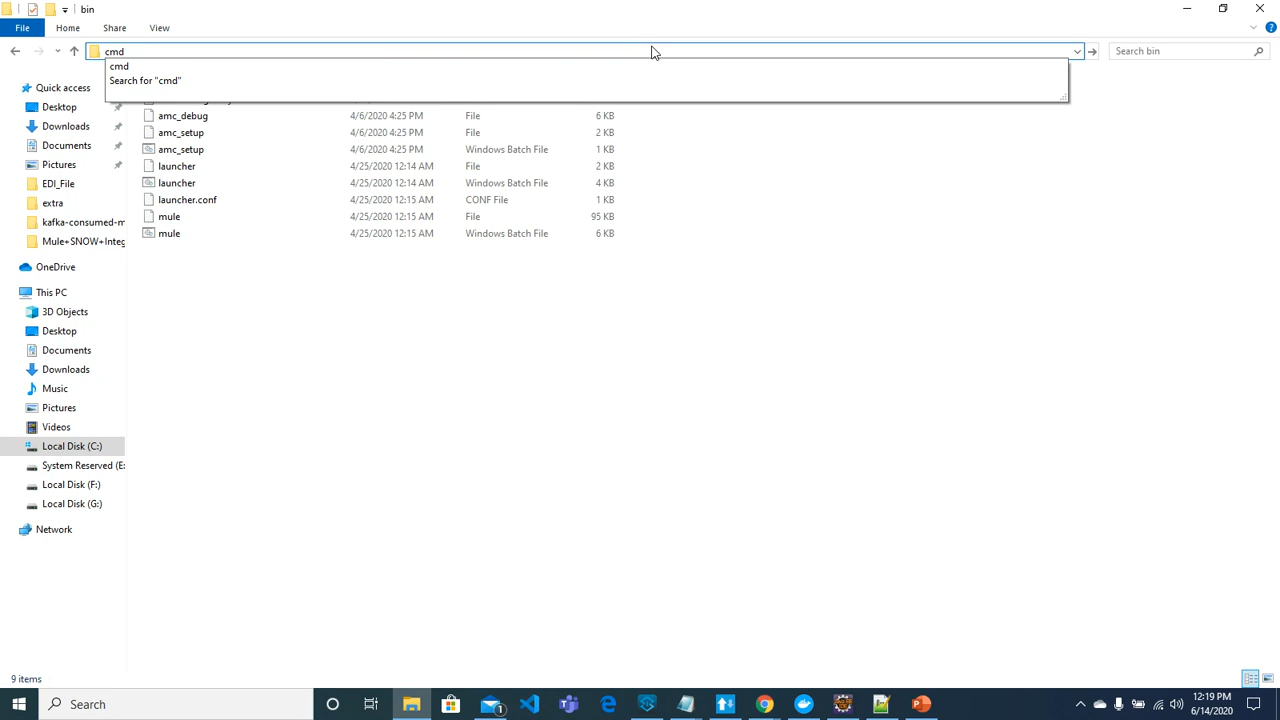 bin
File Home Share View
cmd
Search bin
cmd
Search for "cmd"
Quick access
Desktop
Downloads
Documents
Pictures
EDI_File
extra
kafka-consumed-m
Mule+SNOW+Integ
OneDrive
This PC
3D Objects
Desktop
Documents
Downloads
Music
Pictures
Videos
Local Disk (C:)
System Reserved (E:
Local Disk (F:)
Local Disk (G:)
Network
amc_debug 4/6/2020 4:25 PM File 6 KB
amc_setup 4/6/2020 4:25 PM File 2 KB
amc_setup 4/6/2020 4:25 PM Windows Batch File 1 KB
launcher 4/25/2020 12:14 AM File 2 KB
launcher 4/25/2020 12:14 AM Windows Batch File 4 KB
launcher.conf 4/25/2020 12:15 AM CONF File 1 KB
mule 4/25/2020 12:15 AM File 95 KB
mule 4/25/2020 12:15 AM Windows Batch File 6 KB
9 items
Search
12:19 PM
6/14/2020